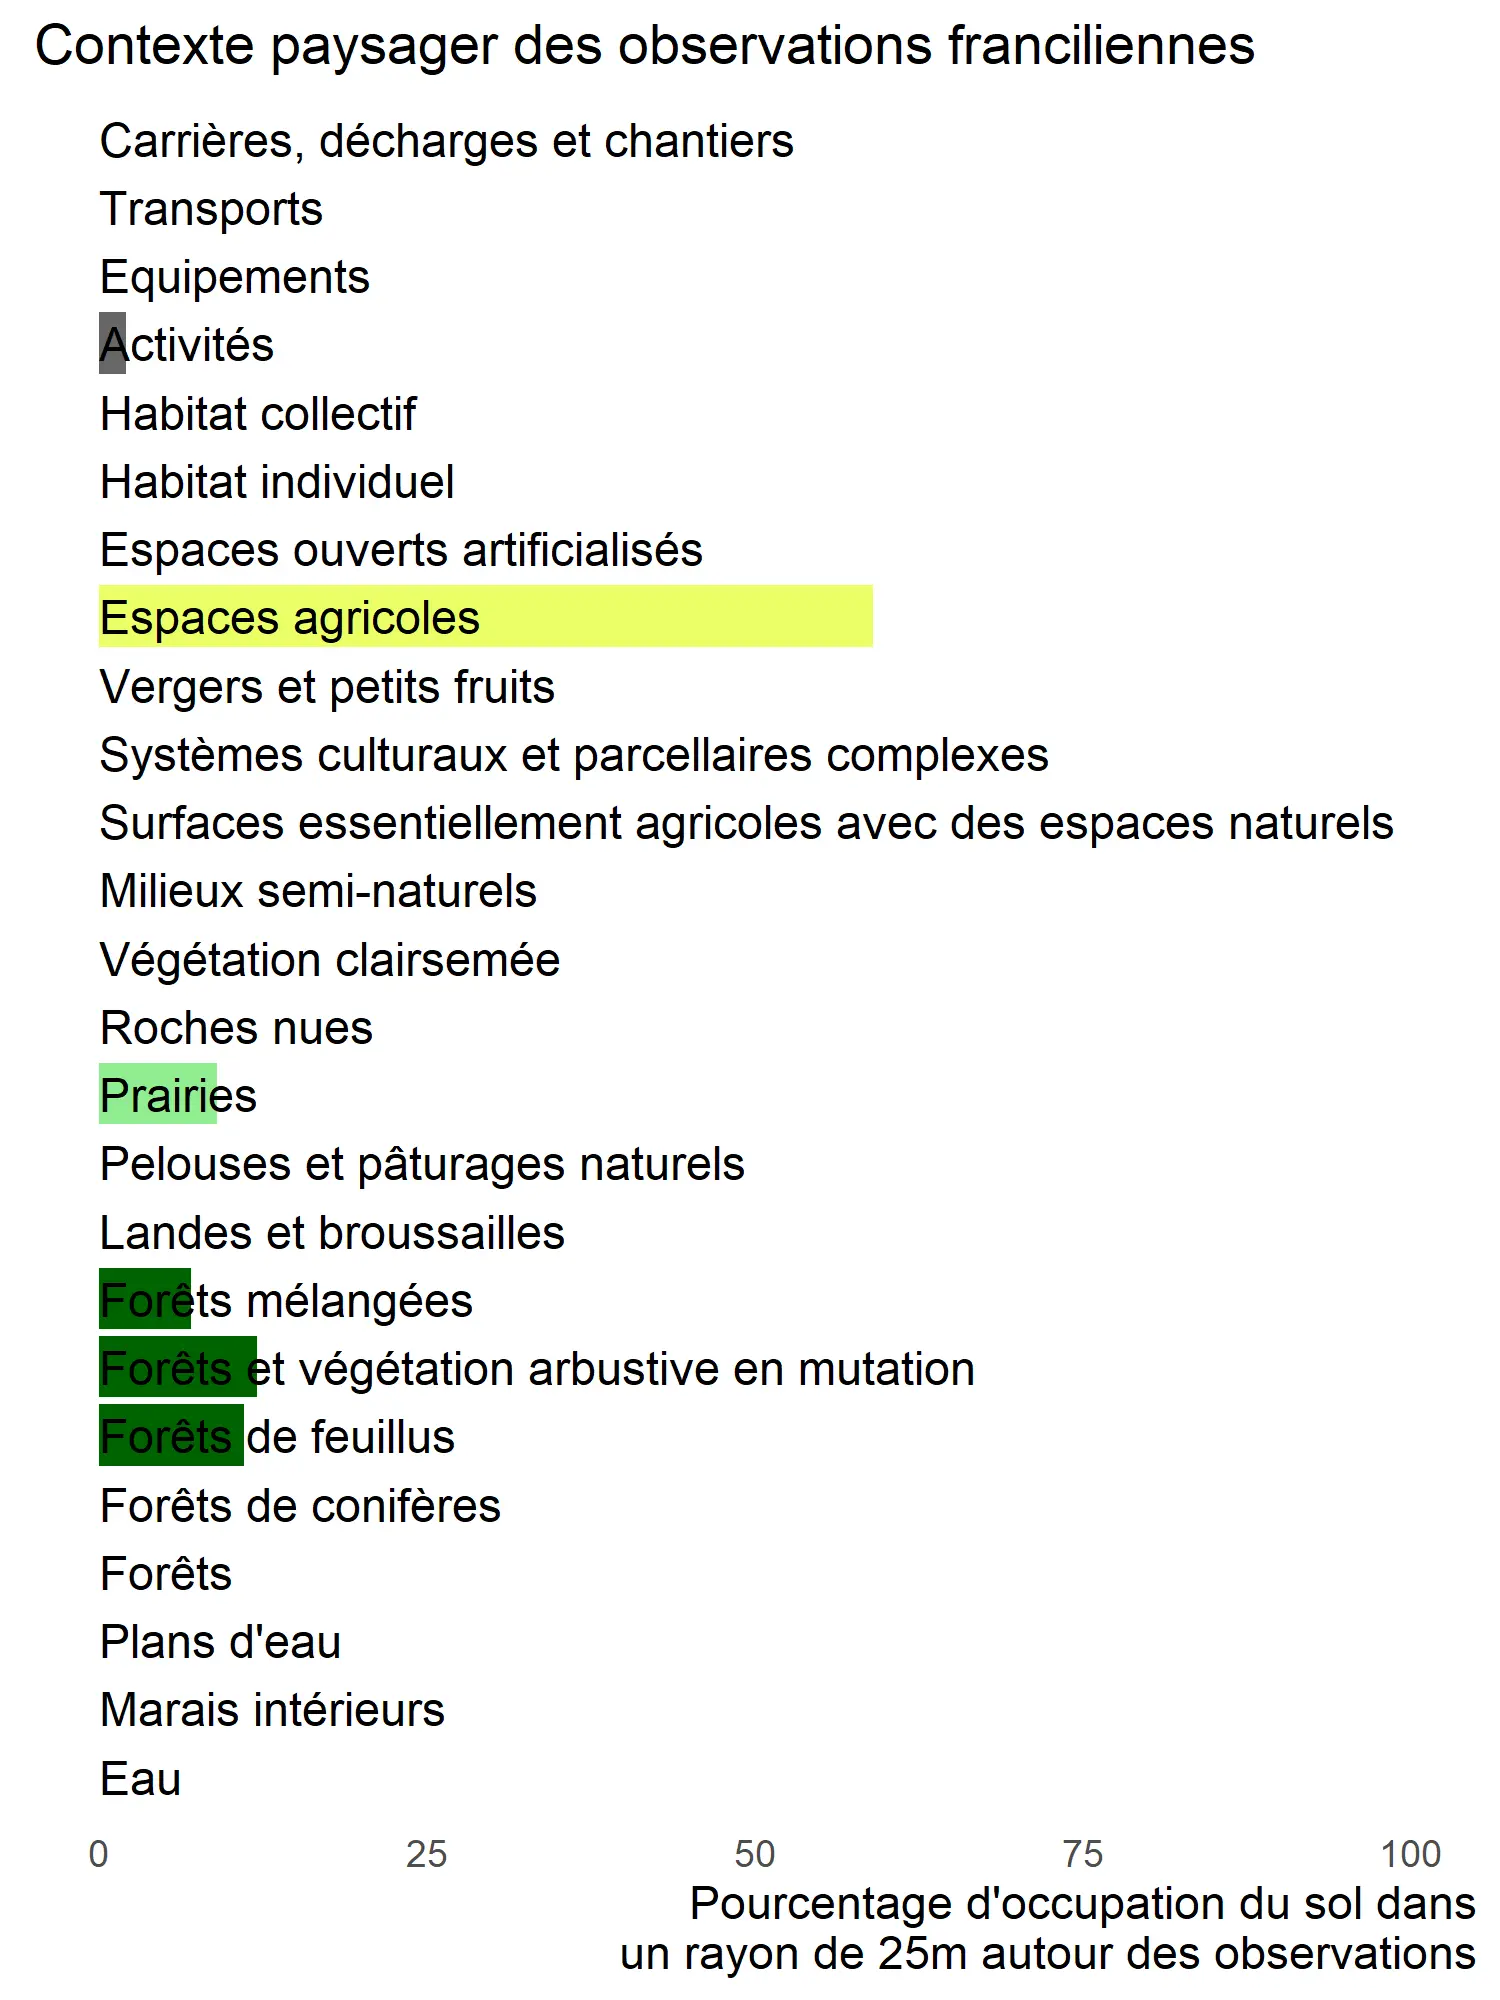 Contexte paysager des observations franciliennes
Carrières, décharges et chantiers
Transports
Equipements
Activités
Habitat collectif
Habitat individuel
Espaces ouverts artificialisés
Espaces agricoles
Vergers et petits fruits
Systèmes culturaux et parcellaires complexes
Surfaces essentiellement agricoles avec des espaces naturels
Milieux semi-naturels
Végétation clairsemée
Roches nues
Prairies
Pelouses et pâturages naturels
Landes et broussailles
Forêts mélangées
Forêts et végétation arbustive en mutation
Forêts de feuillus
Forêts de conifères
Forêts
Plans d'eau
Marais intérieurs
Eau
0 25 50 75 100
Pourcentage d'occupation du sol dans
un rayon de 25m autour des observations